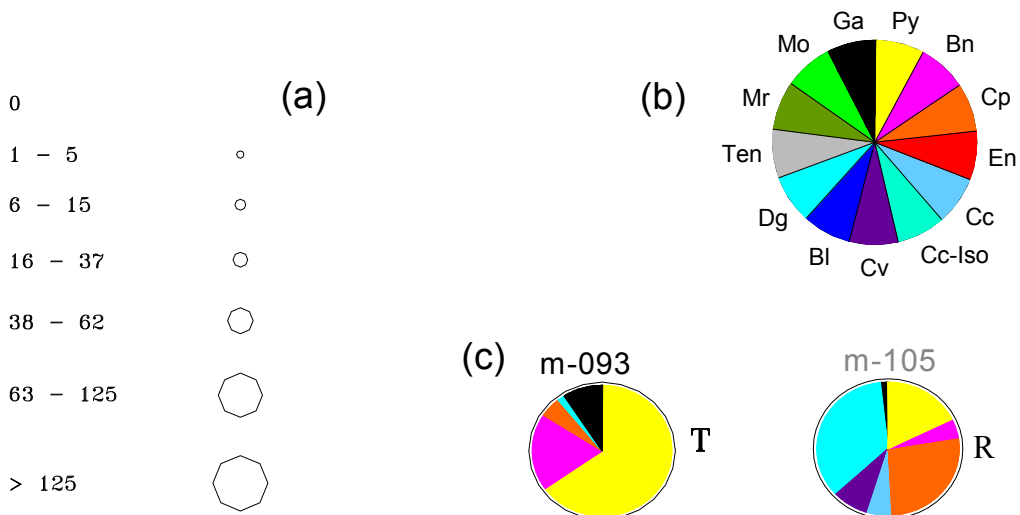 (a)
0
1 – 5
6 – 15
16 – 37
38 – 62
63 – 125
> 125
(b)
Ga Py
Mo Bn
Mr Cp
Ten En
Dg Cc
Bl Cv Cc-Iso
(c)
m-093
T
m-105
R